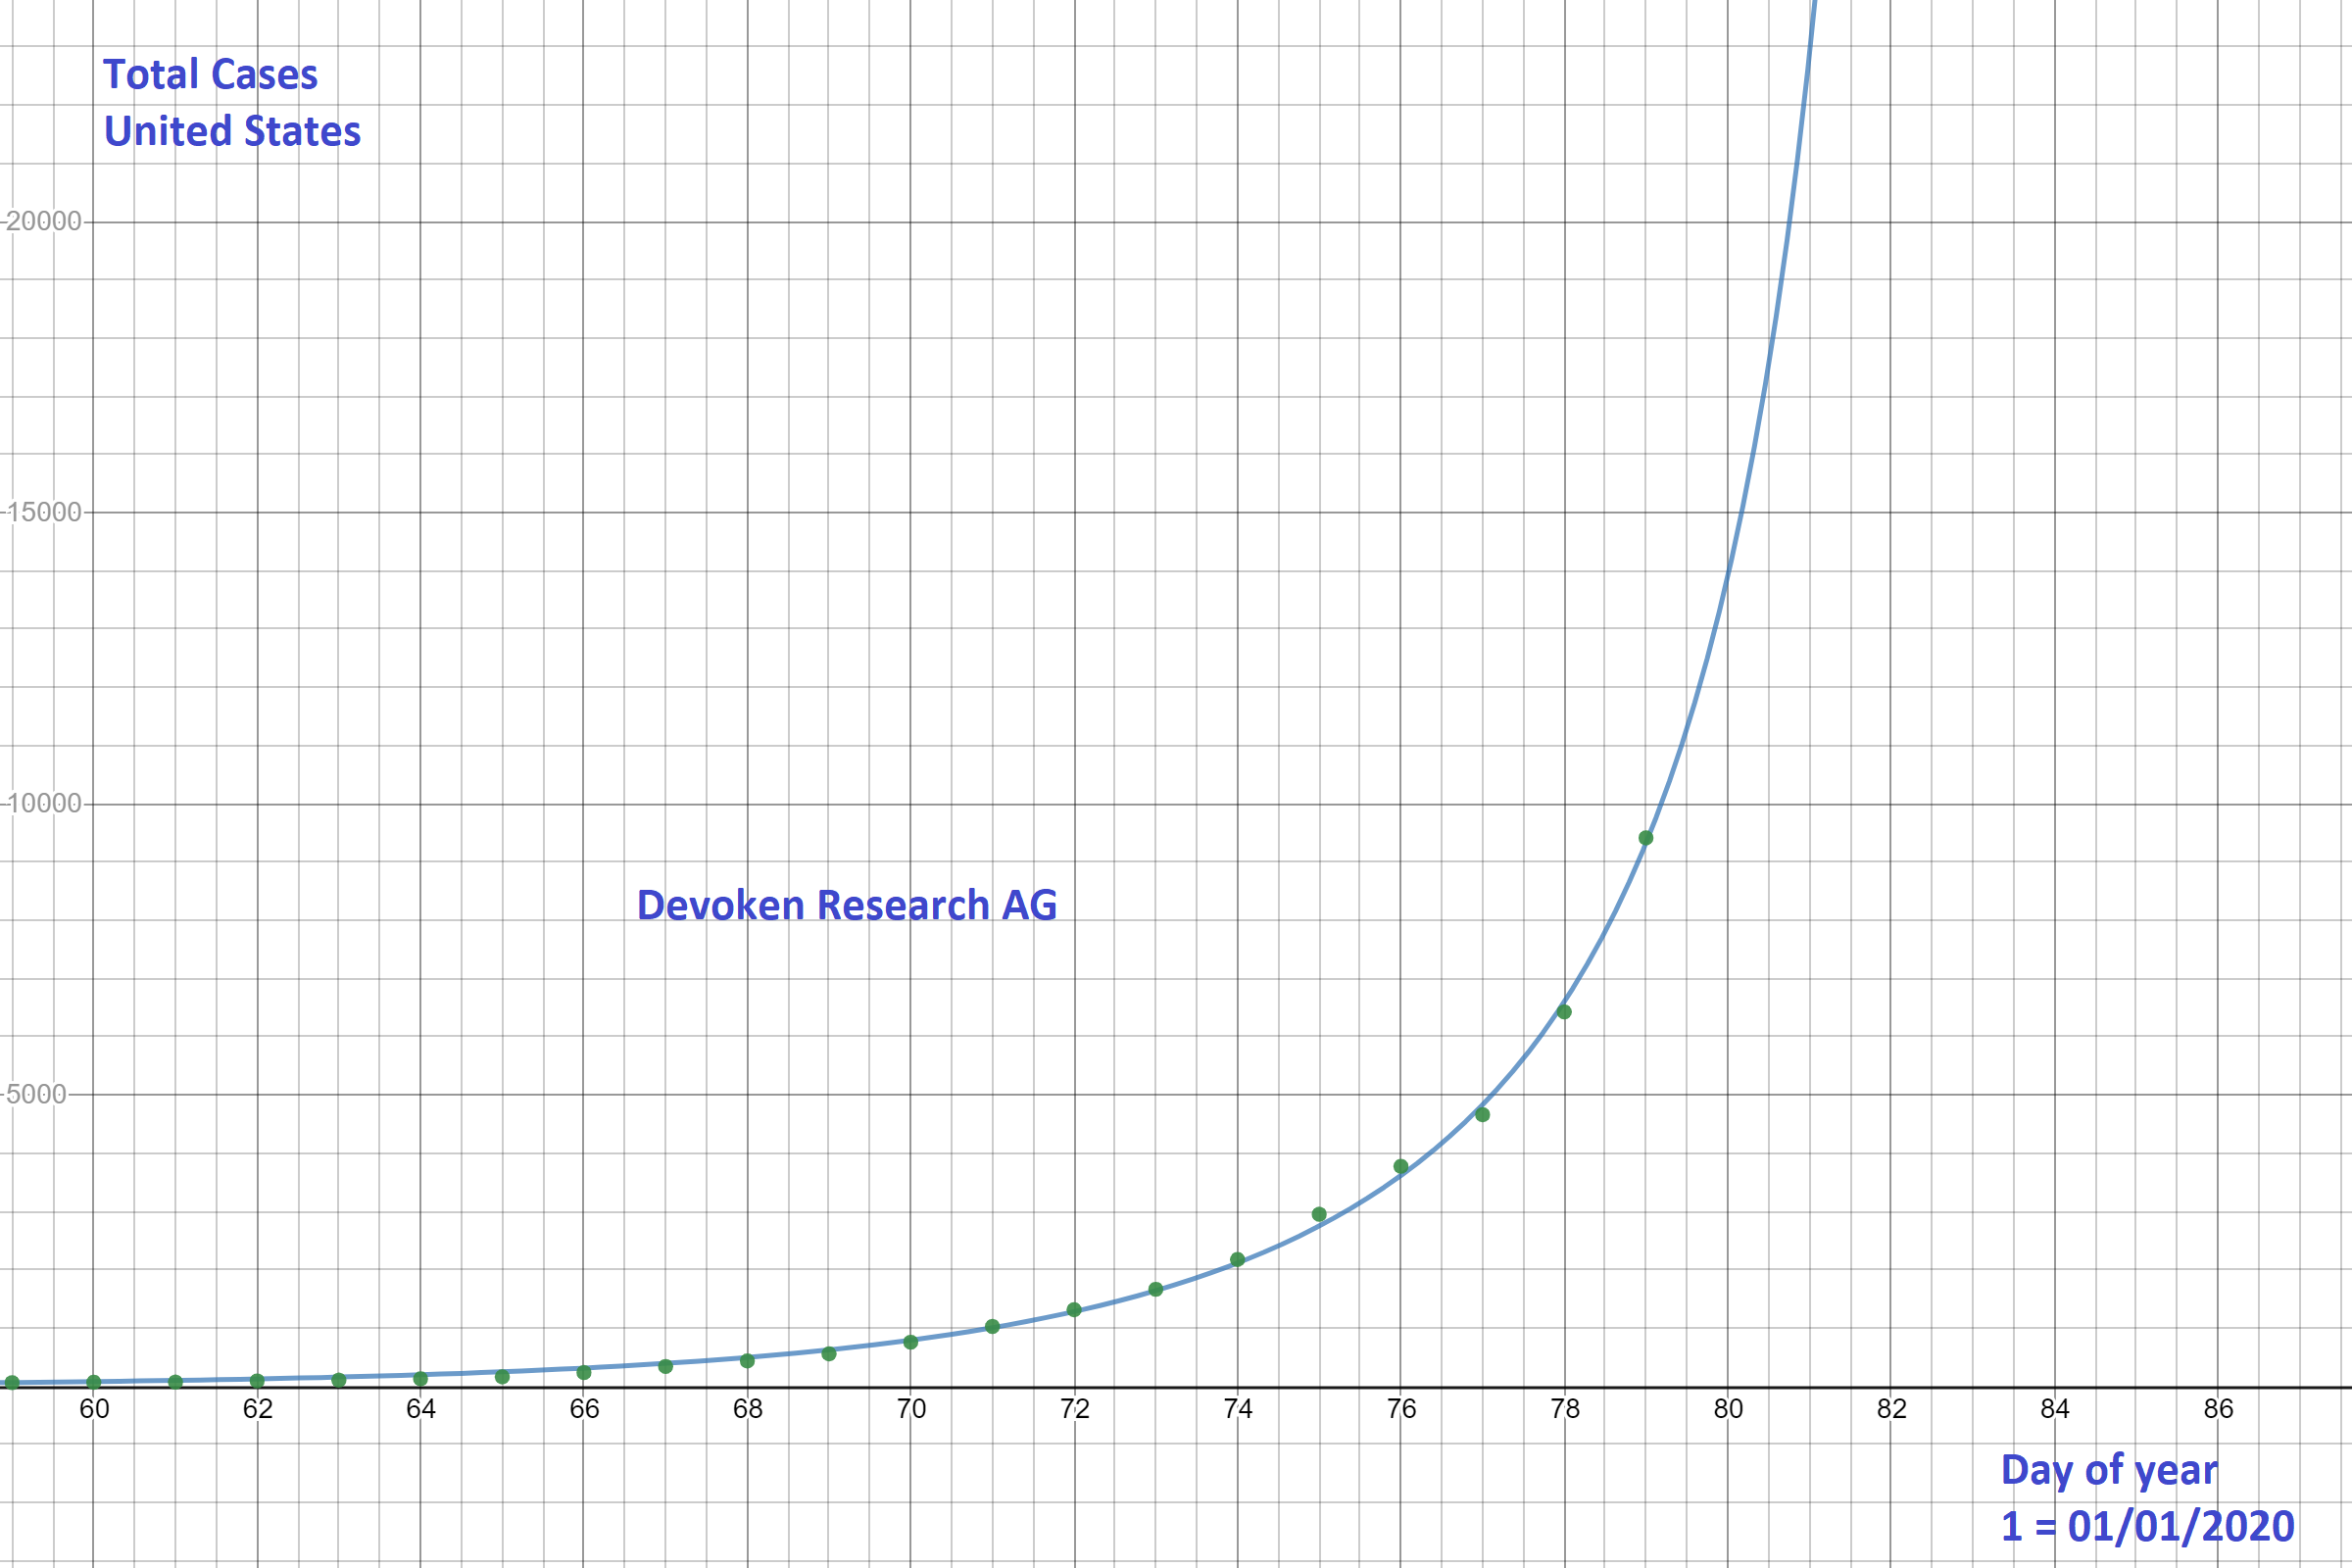 Total Cases
United States
20000
15000
10000
Devoken Research AG
5000
60 62 64 66 68 70 72 74 76 78 80 82 84 86
Day of year
1 = 01/01/2020